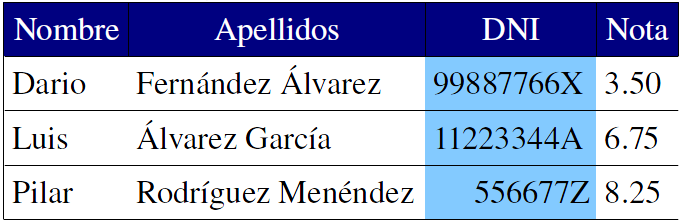 Nombre Apellidos DNI Nota
Dario Fernández Álvarez 99887766X 3.50
Luis Álvarez García 11223344A 6.75
Pilar Rodríguez Menéndez 556677Z 8.25